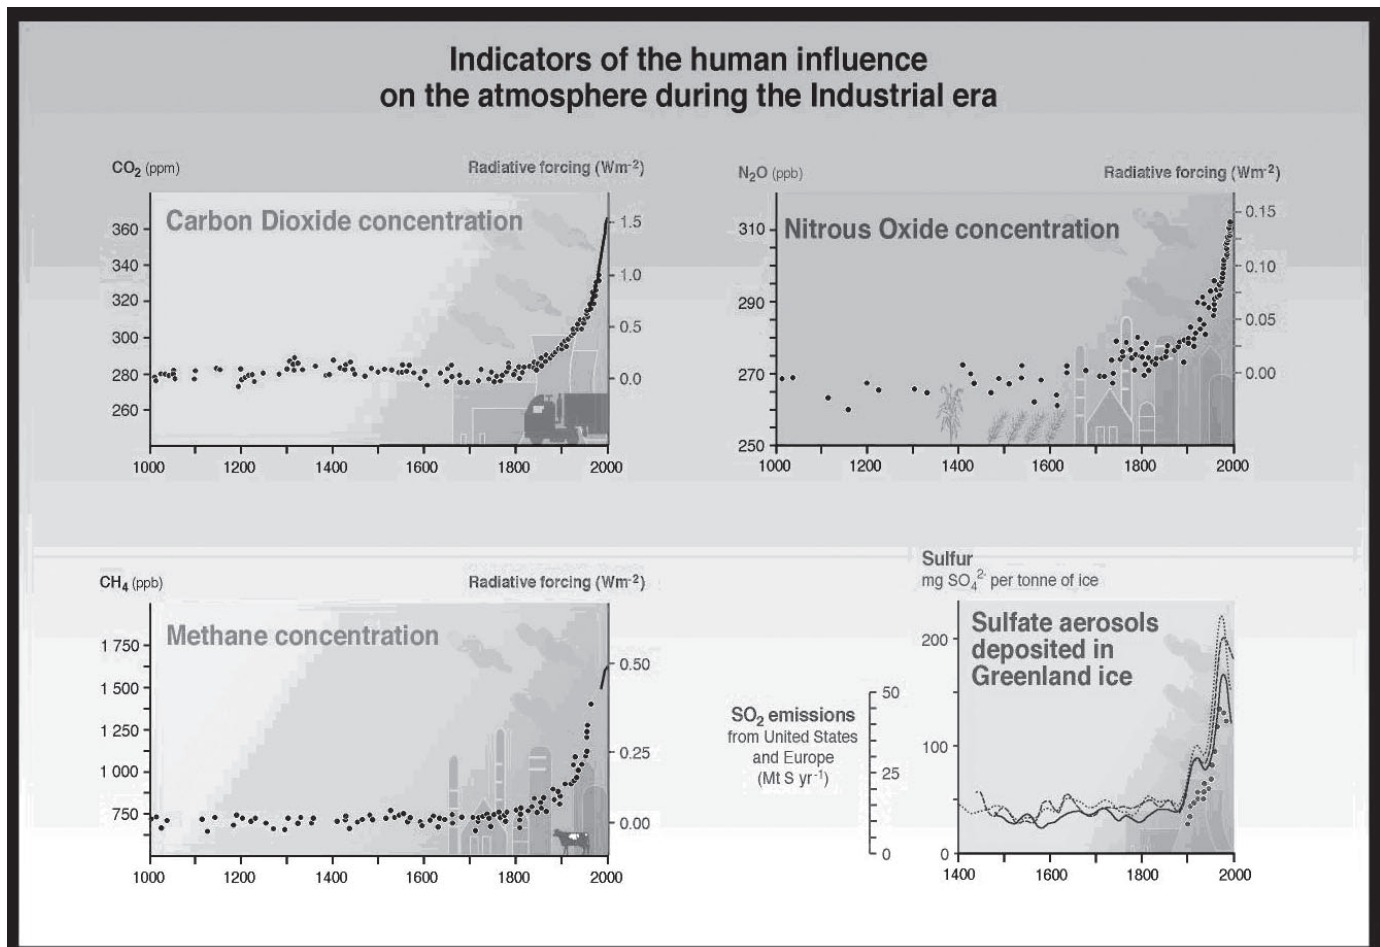 Indicators of the human influence
on the atmosphere during the Industrial era
CO2 (ppm)
Radiative forcing (Wm-2)
Carbon Dioxide concentration
360
340
320
300
280
260
1.5
1.0
0.5
0.0
1000 1200 1400 1600 1800 2000
N2O (ppb)
Radiative forcing (Wm-2)
Nitrous Oxide concentration
310
290
270
250
0.15
0.10
0.05
0.00
1000 1200 1400 1600 1800 2000
CH4 (ppb)
Radiative forcing (Wm-2)
Methane concentration
1 750
1 500
1 250
1 000
750
0.50
0.25
0.00
1000 1200 1400 1600 1800 2000
Sulfur
mg SO4 2- per tonne of ice
Sulfate aerosols
deposited in
Greenland ice
200
100
0
SO2 emissions
from United States
and Europe
(Mt S yr-1)
50
25
0
1400 1600 1800 2000